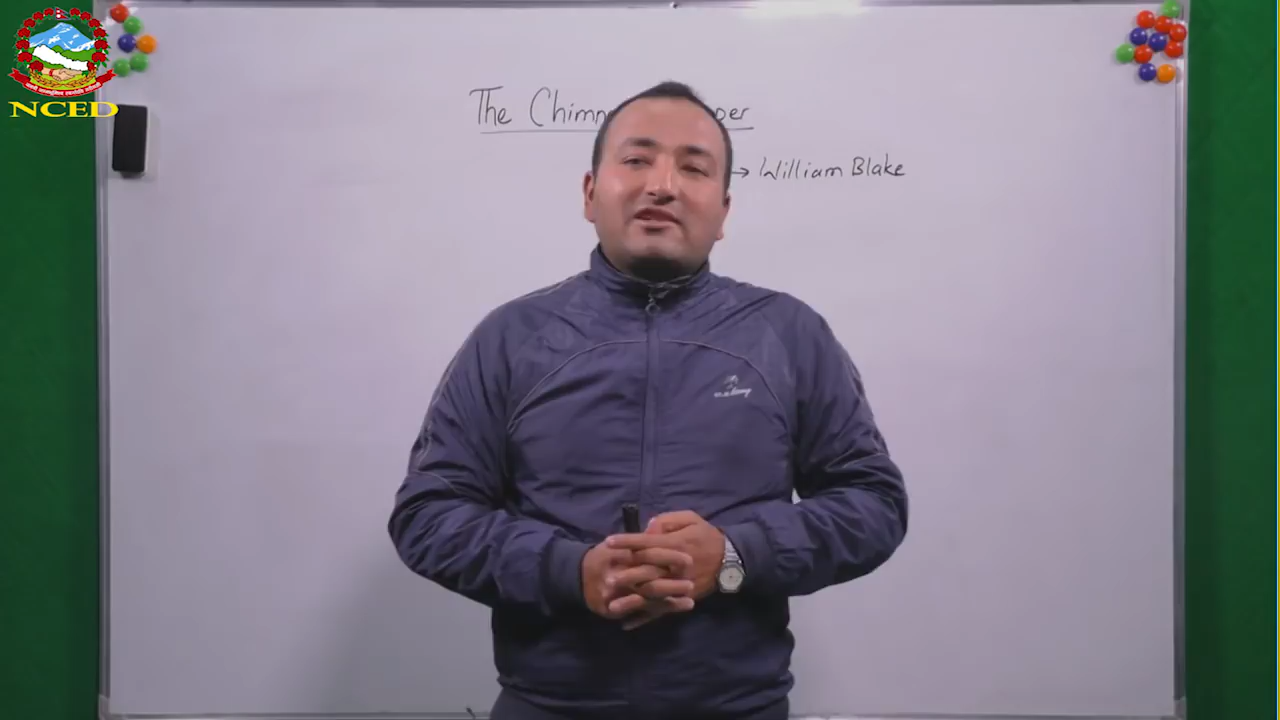 NCED
The Chimn per
→ William Blake